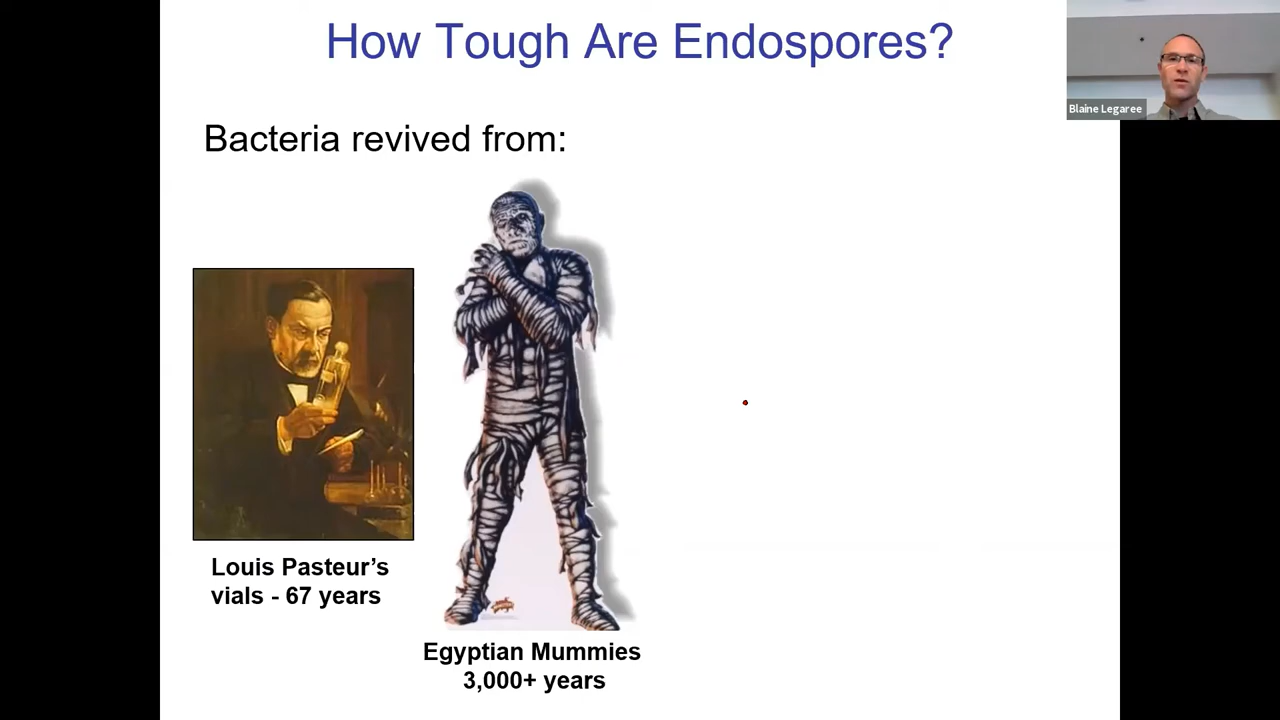 How Tough Are Endospores?
Blaine Legaree
Bacteria revived from:
Louis Pasteur’s
vials - 67 years
Egyptian Mummies
3,000+ years